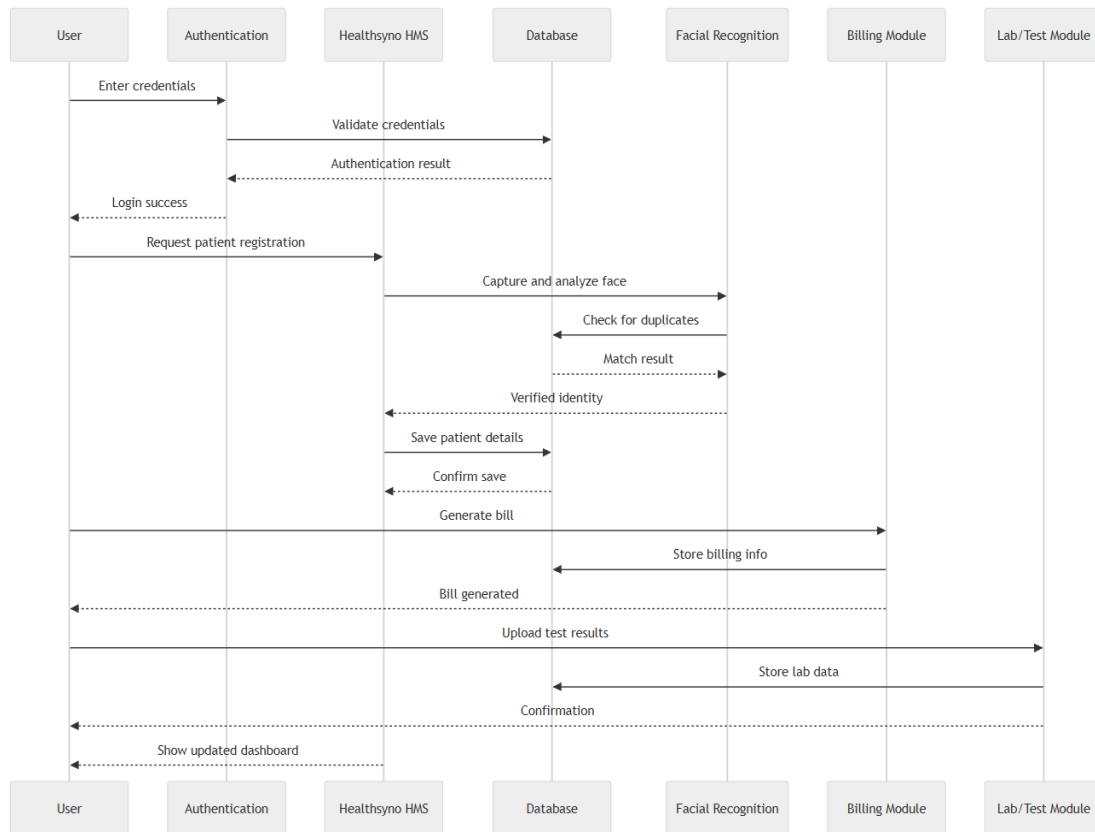 User
Authentication
Healthsyno HMS
Database
Facial Recognition
Billing Module
Lab/Test Module
Enter credentials
Validate credentials
Authentication result
Login success
Request patient registration
Capture and analyze face
Check for duplicates
Match result
Verified identity
Save patient details
Confirm save
Generate bill
Store billing info
Bill generated
Upload test results
Store lab data
Confirmation
Show updated dashboard
User
Authentication
Healthsyno HMS
Database
Facial Recognition
Billing Module
Lab/Test Module